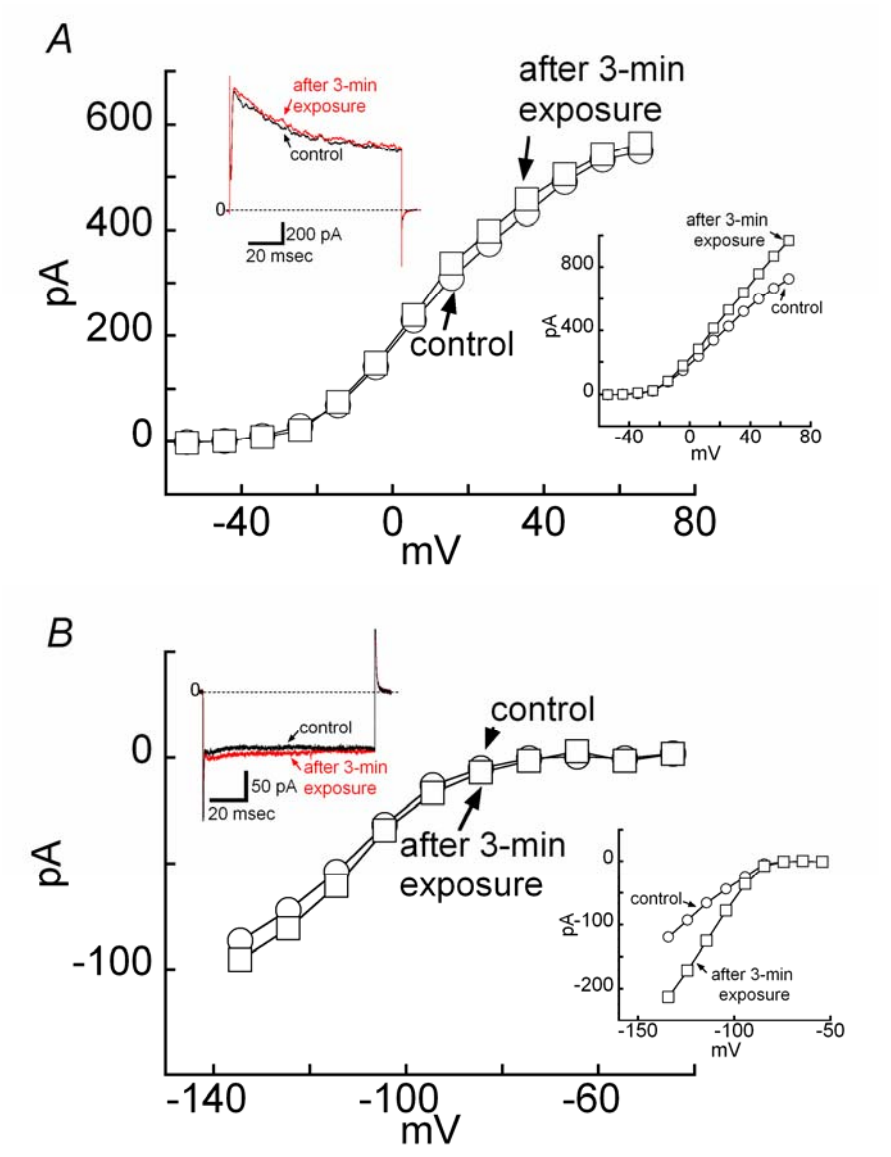 A
600
400
200
0
pA
-40
0
40
80
mV
after 3-min
exposure
control
after 3-min
exposure
control
0
200 pA
20 msec
after 3-min
exposure
control
800
400
0
pA
-40
0
40
80
mV
B
0
-100
pA
-140
-100
-60
mV
control
after 3-min
exposure
0
control
after 3-min
exposure
50 pA
20 msec
0
-100
-200
pA
control
after 3-min
exposure
-150
-100
-50
mV